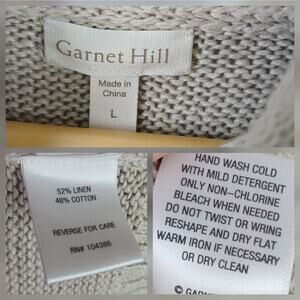 Garnet Hill
Made in
China
L
52% LINEN
48% COTTON
REVERSE FOR CARE
RN# 104386
HAND WASH COLD
WITH MILD DETERGENT
ONLY NON-CHLORINE
BLEACH WHEN NEEDED
DO NOT TWIST OR WRING
RESHAPE AND DRY FLAT
WARM IRON IF NECESSARY
OR DRY CLEAN